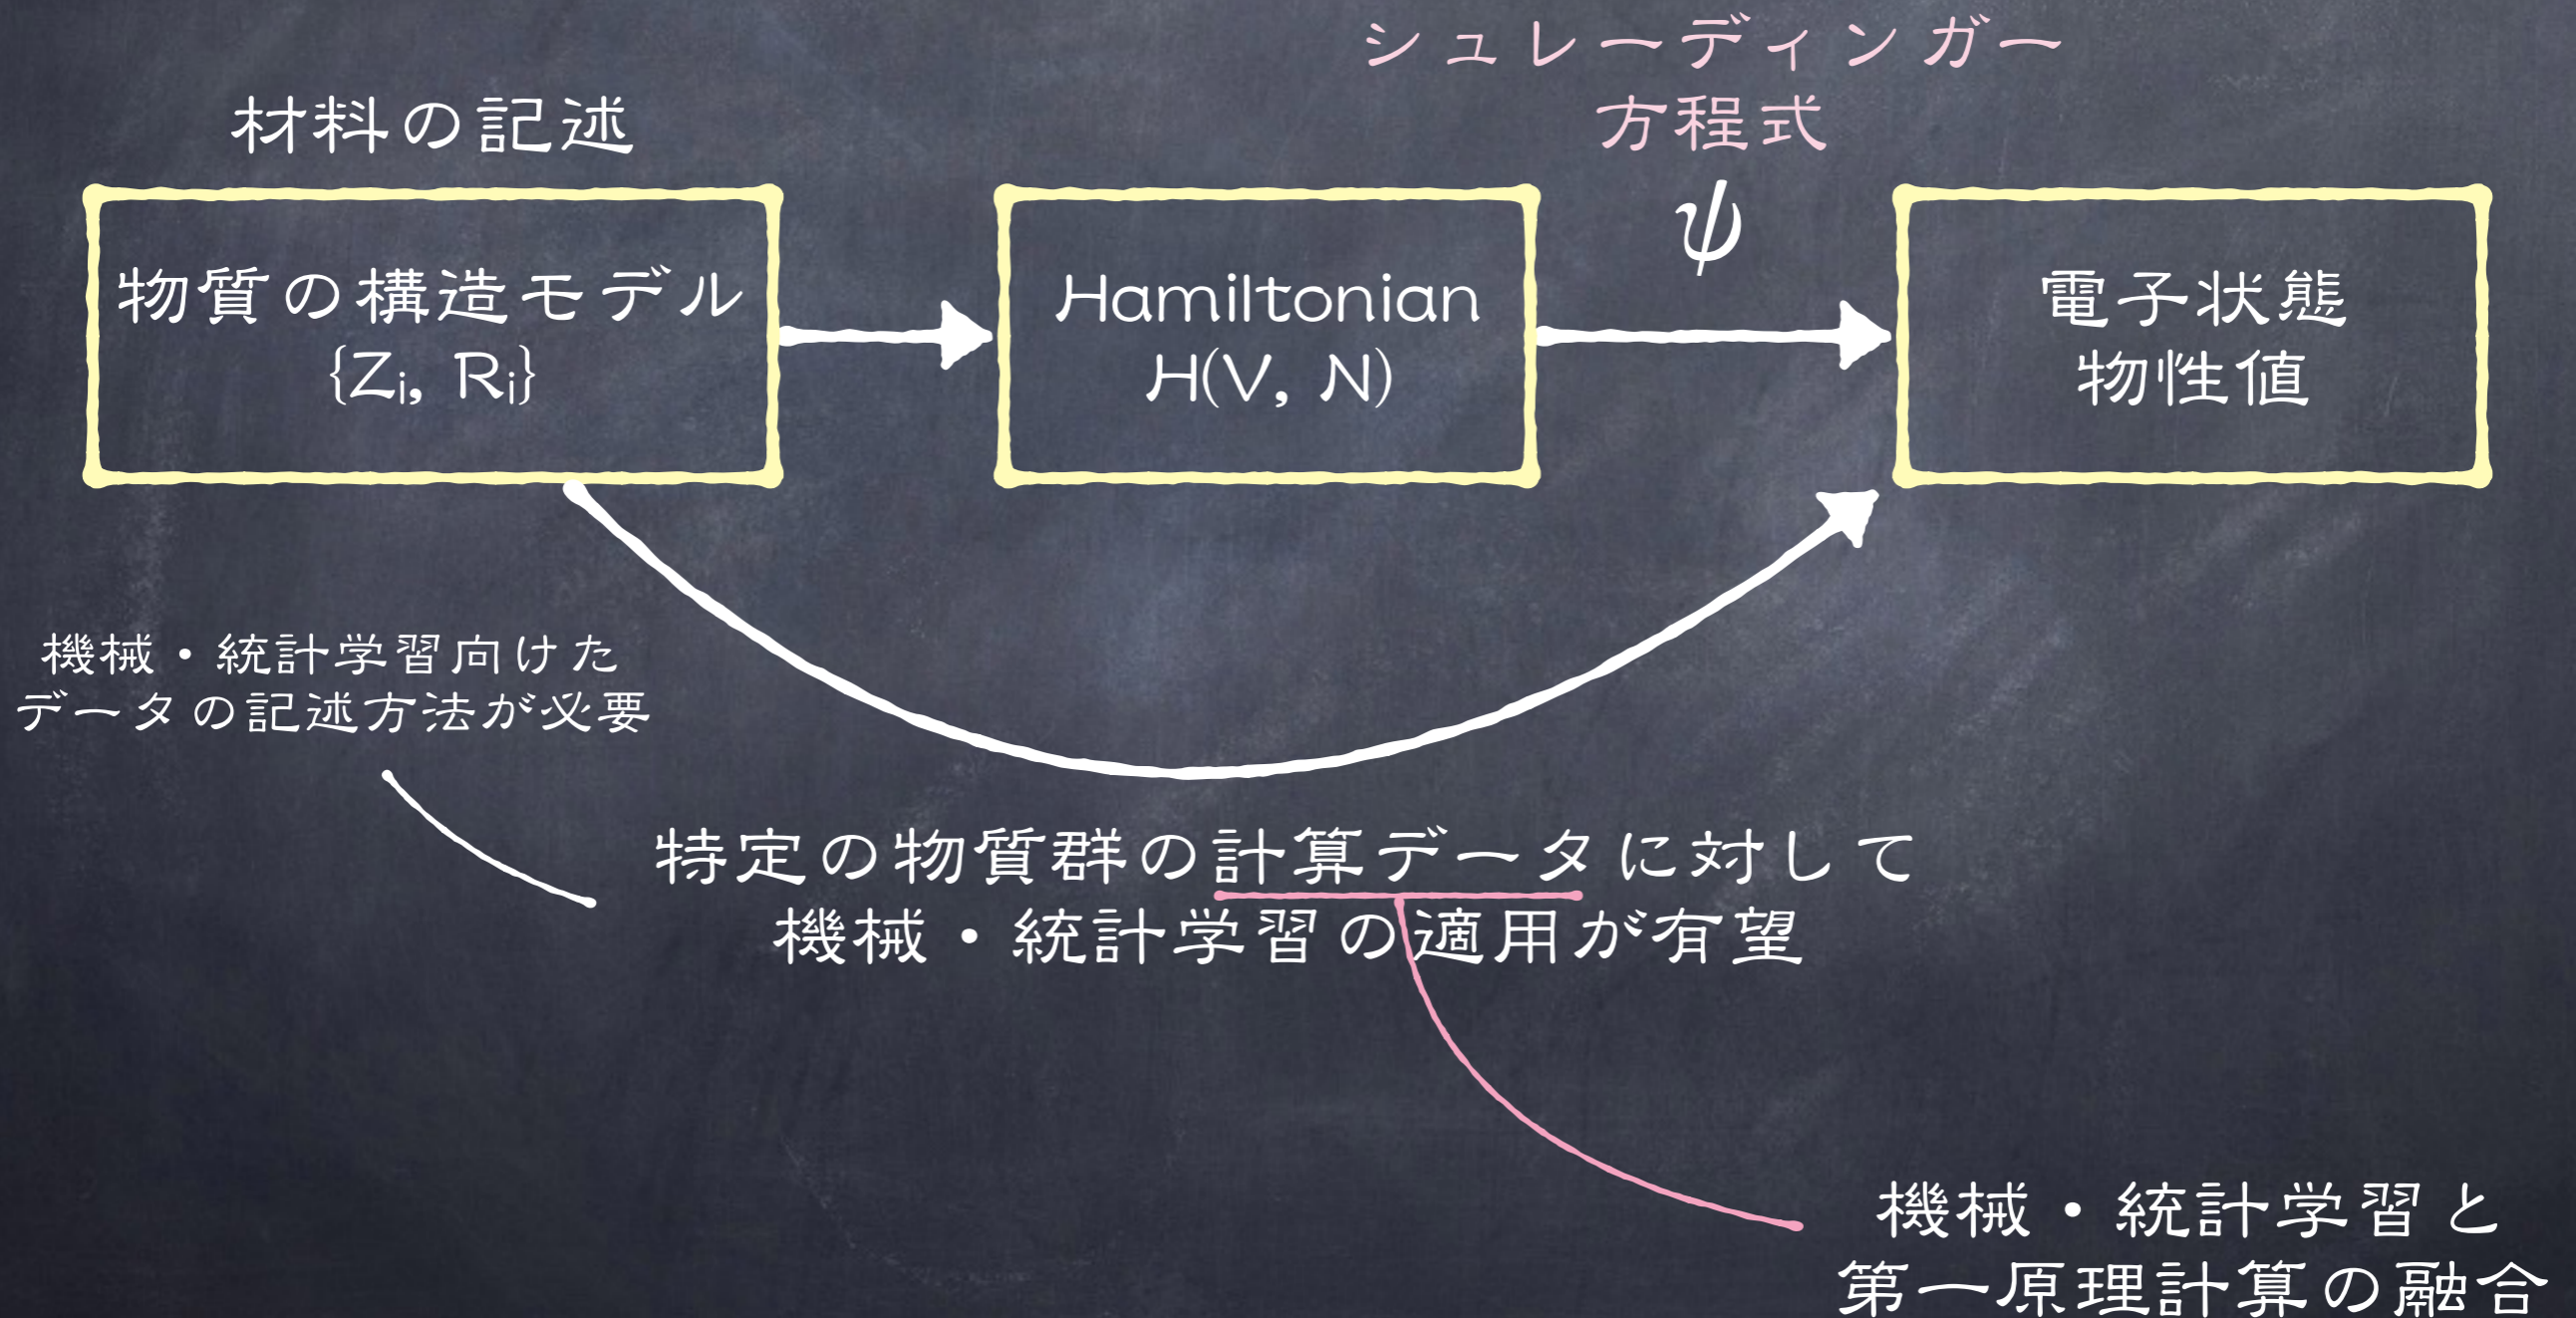 シュレーディンガー
方程式
ψ
材料の記述
物質の構造モデル
{Zi, Ri}
Hamiltonian
H(V, N)
電子状態
物性値
機械・統計学習向けた
データの記述方法が必要
特定の物質群の計算データに対して
機械・統計学習の適用が有望
機械・統計学習と
第一原理計算の融合